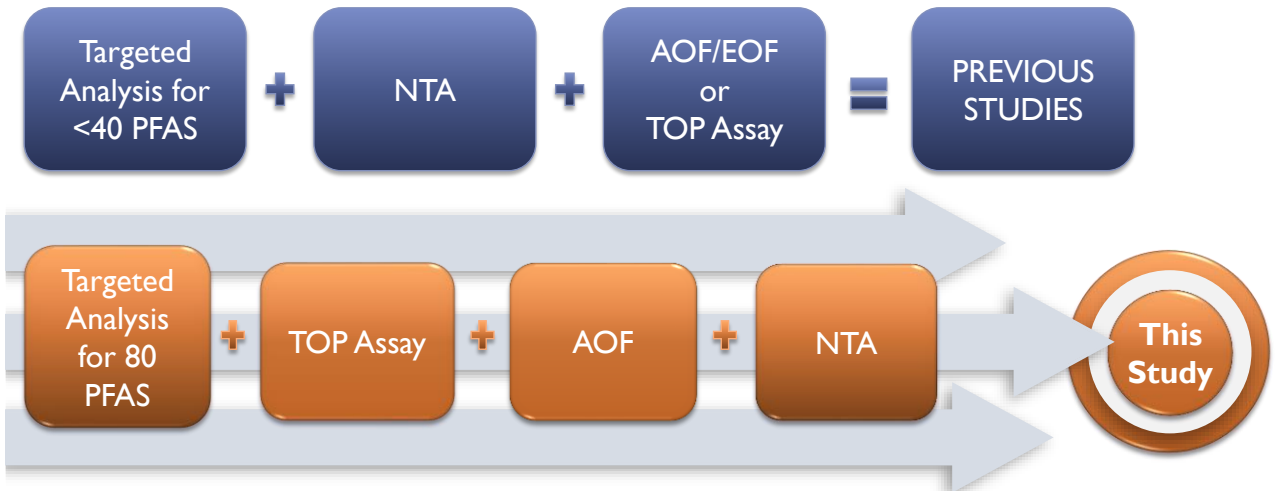 Targeted
Analysis for
<40 PFAS
+
NTA
+
AOF/EOF
or
TOP Assay
=
PREVIOUS
STUDIES
Targeted
Analysis
for 80
PFAS
+
TOP Assay
+
AOF
+
NTA
This
Study